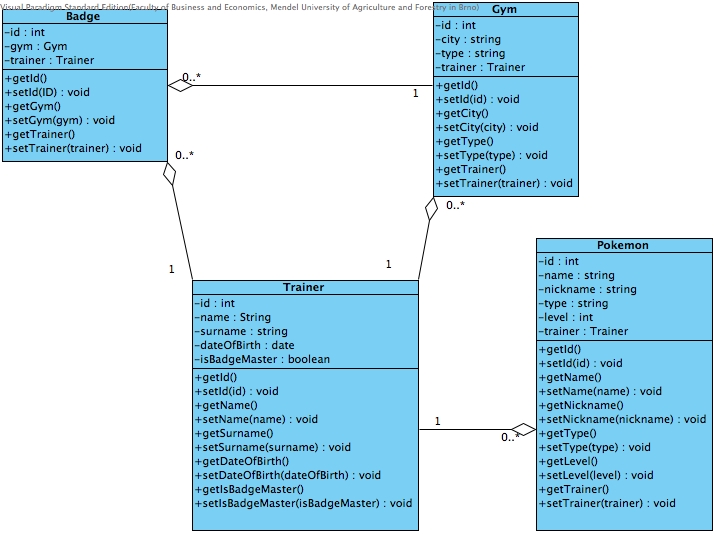 Visual Paradigm Standard Edition(Faculty of Business and Economics, Mendel University of Agriculture and Forestry in Brno)
Badge
-id : int
-gym : Gym
-trainer : Trainer
+getId()
+setId(ID) : void
+getGym()
+setGym(gym) : void
+getTrainer()
+setTrainer(trainer) : void
0..*
1
Gym
-id : int
-city : string
-type : string
-trainer : Trainer
+getId()
+setId(id) : void
+getCity()
+setCity(city) : void
+getType()
+setType(type) : void
+getTrainer()
+setTrainer(trainer) : void
0..*
1
0..*
1
Trainer
-id : int
-name : String
-surname : string
-dateOfBirth : date
-isBadgeMaster : boolean
+getId()
+setId(id) : void
+getName()
+setName(name) : void
+getSurname()
+setSurname(surname) : void
+getDateOfBirth()
+setDateOfBirth(dateOfBirth) : void
+getIsBadgeMaster()
+setIsBadgeMaster(isBadgeMaster) : void
1
0..*
Pokemon
-id : int
-name : string
-nickname : string
-type : string
-level : int
-trainer : Trainer
+getId()
+setId(id) : void
+getName()
+setName(name) : void
+getNickname()
+setNickname(nickname) : void
+getType()
+setType(type) : void
+getLevel()
+setLevel(level) : void
+getTrainer()
+setTrainer(trainer) : void